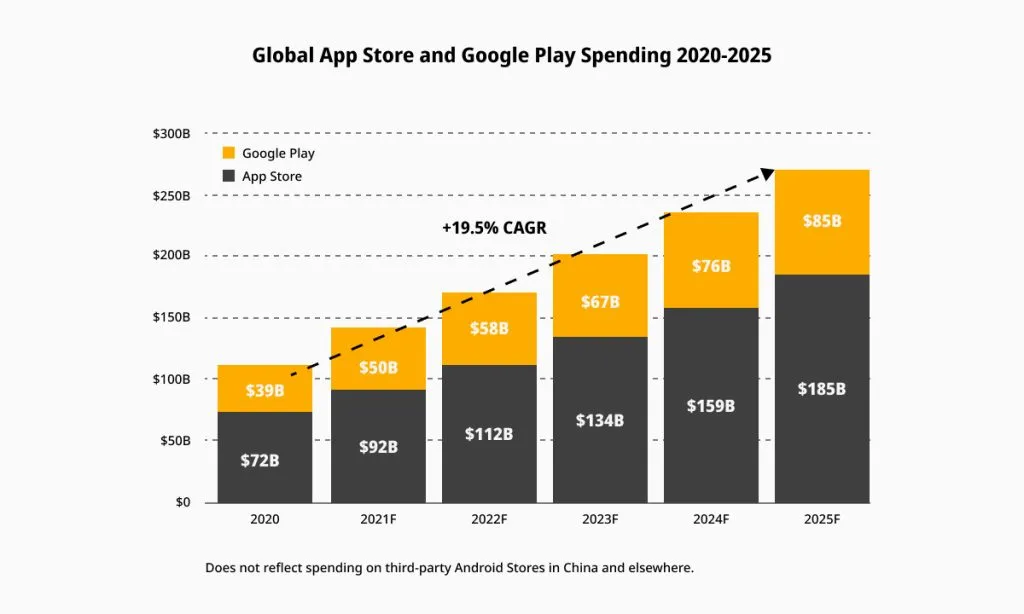 Global App Store and Google Play Spending 2020-2025
$300B
Google Play
App Store
$250B
+19.5% CAGR
$200B
$150B
$100B
$50B
$0
$39B
$72B
$50B
$92B
$58B
$112B
$67B
$134B
$76B
$159B
$85B
$185B
2020
2021F
2022F
2023F
2024F
2025F
Does not reflect spending on third-party Android Stores in China and elsewhere.